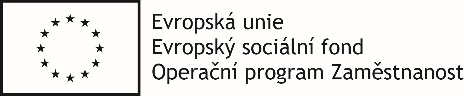 Evropská unie
Evropský sociální fond
Operační program Zaměstnanost